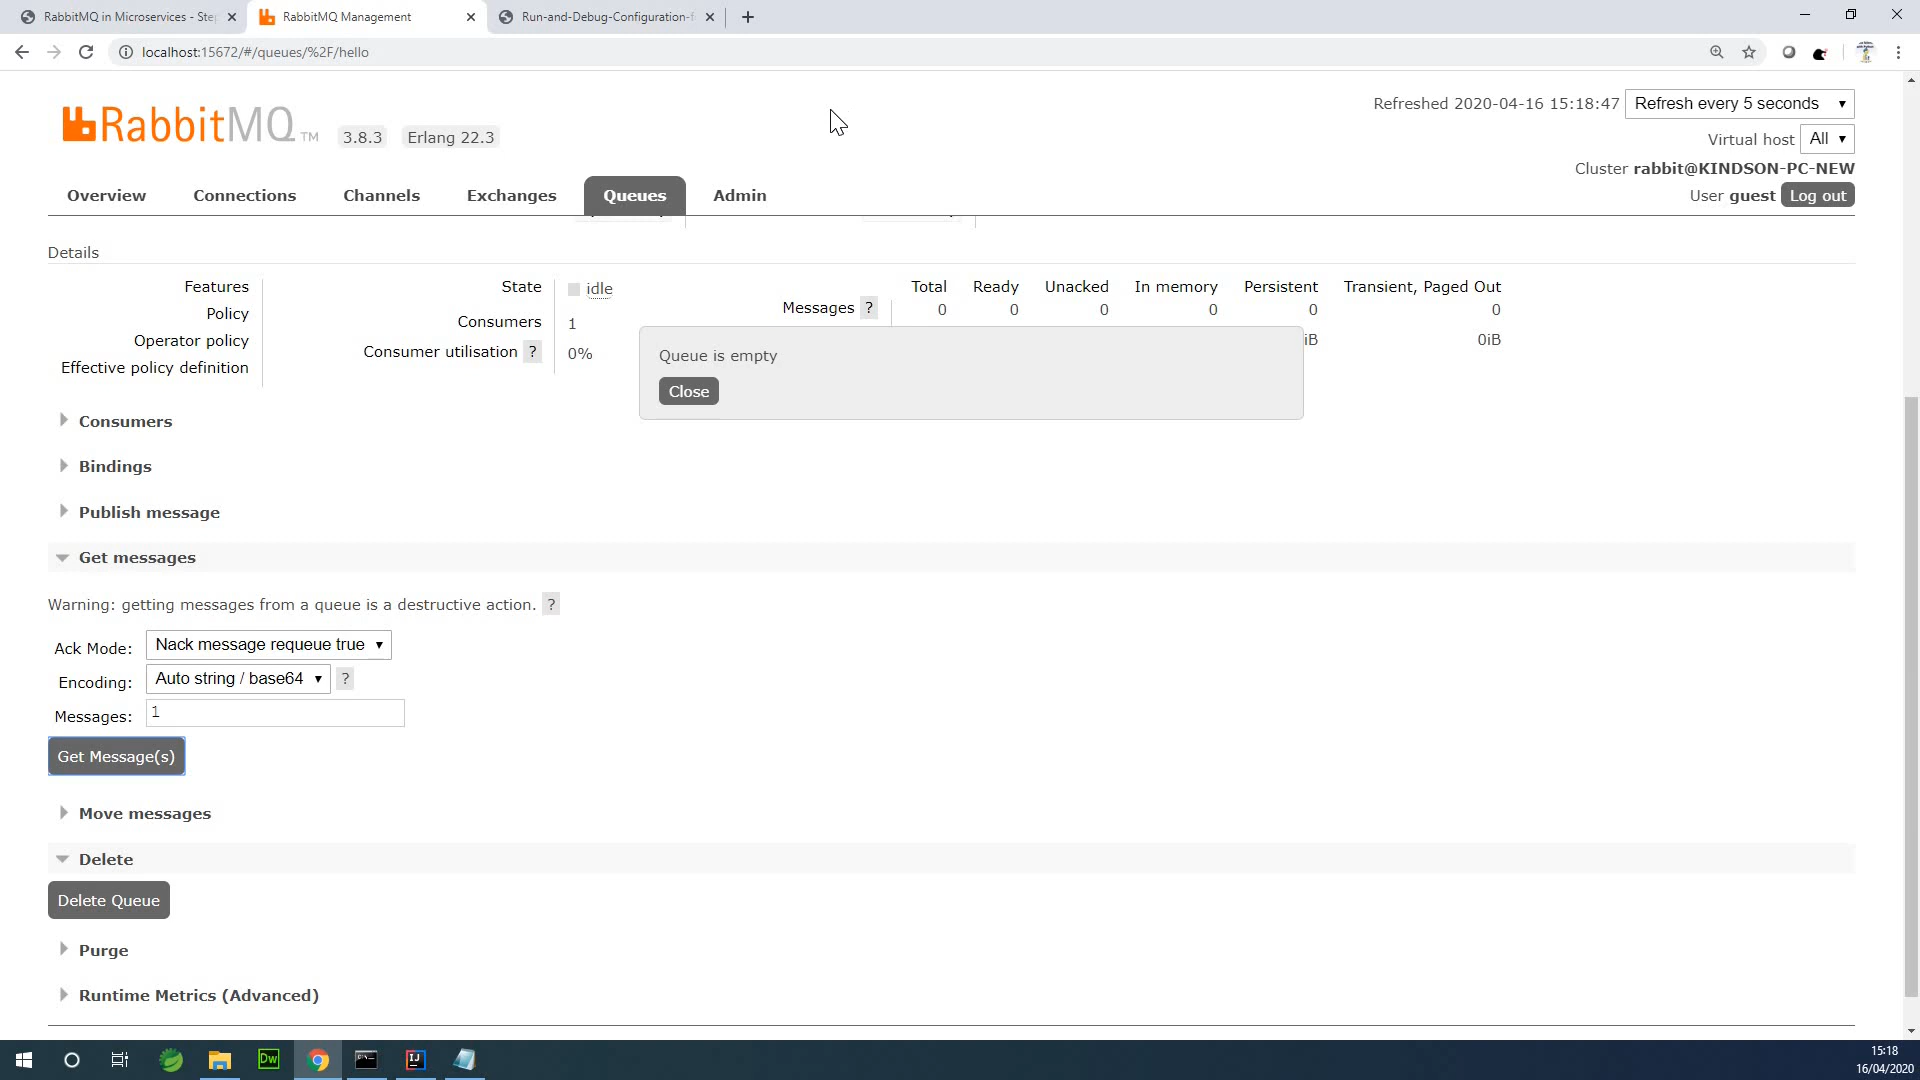 RabbitMQ in Microservices - Ste
RabbitMQ Management
Run-and-Debug-Configuration-f
localhost:15672/#/queues/%2F/hello
RabbitMQ TM 3.8.3 Erlang 22.3
Refreshed 2020-04-16 15:18:47 Refresh every 5 seconds
Virtual host All
Cluster rabbit@KINDSON-PC-NEW
User guest Log out
Overview Connections Channels Exchanges Queues Admin
Details
Features
Policy
Operator policy
Effective policy definition
State idle
Consumers 1
Consumer utilisation ? 0%
Total Ready Unacked In memory Persistent Transient, Paged Out
Messages ? 0 0 0 0 0 0
iB 0iB
Queue is empty
Close
Consumers
Bindings
Publish message
Get messages
Warning: getting messages from a queue is a destructive action. ?
Ack Mode: Nack message requeue true
Encoding: Auto string / base64 ?
Messages: 1
Get Message(s)
Move messages
Delete
Delete Queue
Purge
Runtime Metrics (Advanced)
Dw
IJ
15:18
16/04/2020